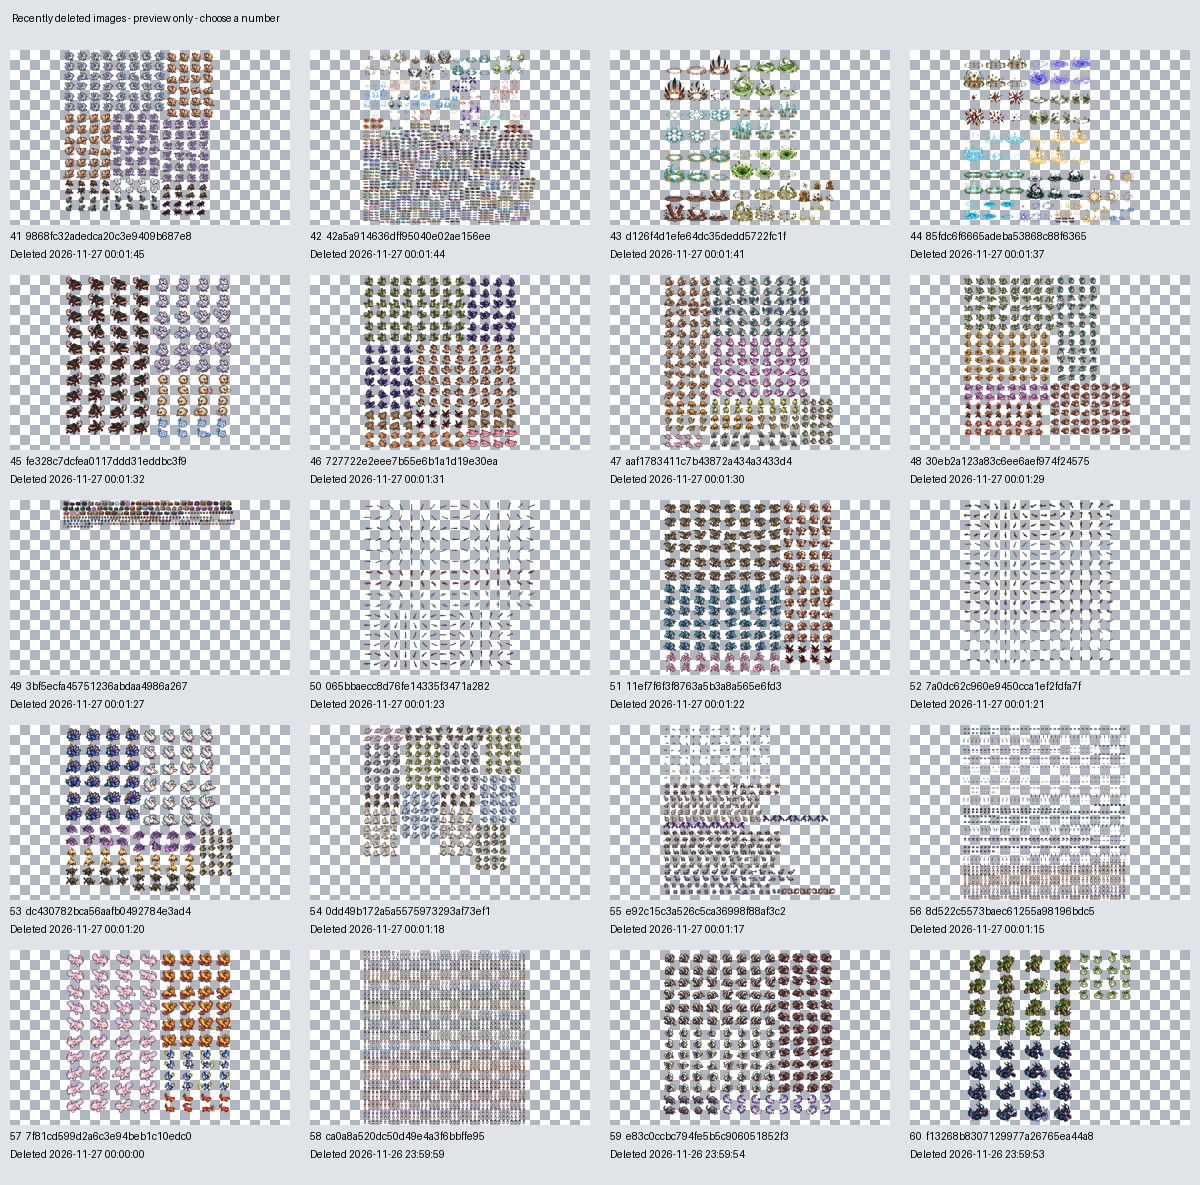 Recently deleted images - preview only - choose a number
41 9868fc32adedca20c3e9409b687e8
Deleted 2026-11-27 00:01:45
42 42a5a914636dff95040e02ae156ee
Deleted 2026-11-27 00:01:44
43 d126f4d1efe64dc35dedd5722fc1f
Deleted 2026-11-27 00:01:41
44 85fdc6f6665adeba53868c88f6365
Deleted 2026-11-27 00:01:37
45 fe328c7dcfea0117ddd31eddbc3f9
Deleted 2026-11-27 00:01:32
46 727722e2eee7b55e6b1a1d19e30ea
Deleted 2026-11-27 00:01:31
47 aaf1783411c7b43872a434a3433d4
Deleted 2026-11-27 00:01:30
48 30eb2a123a83c6ee6aef974f24575
Deleted 2026-11-27 00:01:29
49 3bf5ecfa45751236abdaa4986a267
Deleted 2026-11-27 00:01:27
50 065bbaecc8d76fe14335f3471a282
Deleted 2026-11-27 00:01:23
51 11ef7f6f3f8763a5b3a8a565e6fd3
Deleted 2026-11-27 00:01:22
52 7a0dc62c960e9450cca1ef2fdfa7f
Deleted 2026-11-27 00:01:21
53 dc430782bca56aafb0492784e3ad4
Deleted 2026-11-27 00:01:20
54 0dd49b172a5a5575973293af73ef1
Deleted 2026-11-27 00:01:18
55 e92c15c3a526c5ca36998f88af3c2
Deleted 2026-11-27 00:01:17
56 8d522c5573baec61255a98196bdc5
Deleted 2026-11-27 00:01:15
57 7f81cd599d2a6c3e94beb1c10edc0
Deleted 2026-11-27 00:00:00
58 ca0a8a520dc50d49e4a3f6bbffe95
Deleted 2026-11-26 23:59:59
59 e83c0ccbc794fe5b5c906051852f3
Deleted 2026-11-26 23:59:54
60 f13268b8307129977a26765ea44a8
Deleted 2026-11-26 23:59:53